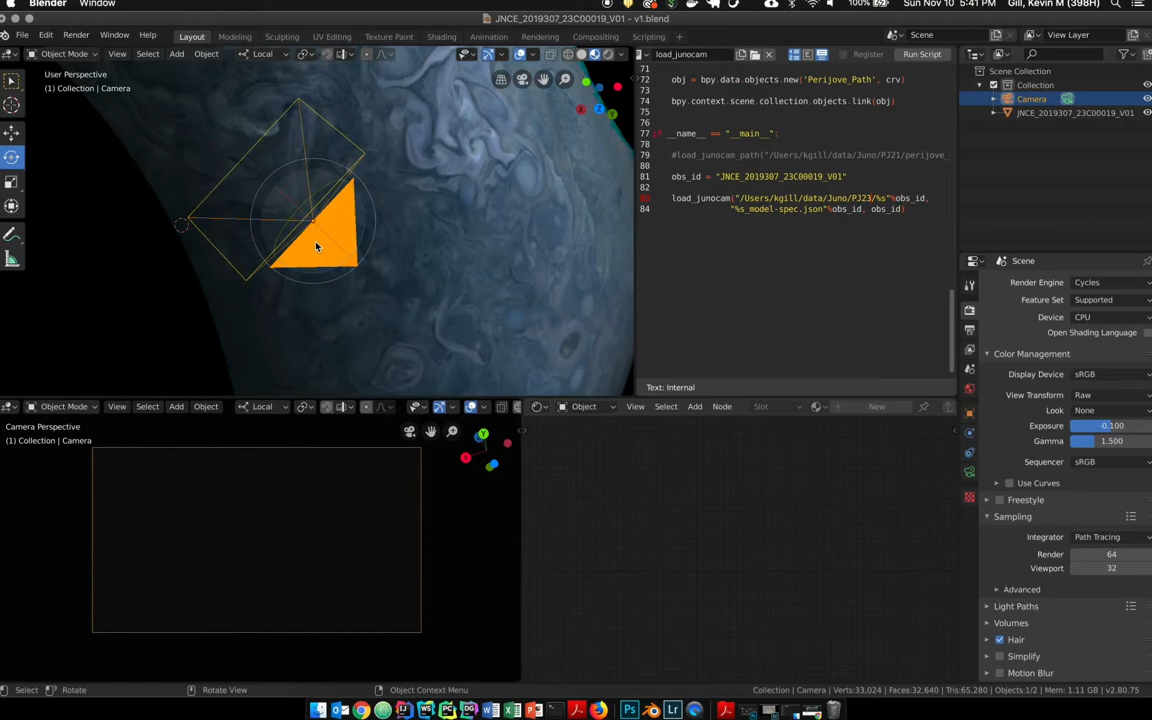 Blender Window 100% Sun Nov 10 5:41 PM Gill, Kevin M (398H)
JNCE_2019307_23C00019_V01 - v1.blend
File Edit Render Window Help Layout Modeling Sculpting UV Editing Texture Paint Shading Animation Rendering Compositing Scripting + Scene View Layer
Object Mode View Select Add Object Local load_junocam Register Run Script
User Perspective
(1) Collection | Camera
71
72 obj = bpy.data.objects.new('Perijove_Path', crv)
73
74 bpy.context.scene.collection.objects.link(obj)
75
76
77 __name__ == "__main__":
78
79 #load_junocam_path("/Users/kgill/data/Juno/PJ21/perijove_
80
81 obs_id = "JNCE_2019307_23C00019_V01"
82
load_junocam("/Users/kgill/data/Juno/PJ23/%s"%obs_id,
84 "%s_model-spec.json"%obs_id, obs_id)
Text: Internal
Scene Collection
Collection
Camera
JNCE_2019307_23C00019_V01
Scene
Render Engine Cycles
Feature Set Supported
Device CPU
Open Shading Language
Color Management
Display Device sRGB
View Transform Raw
Look None
Exposure -0.100
Gamma 1.500
Sequencer sRGB
Use Curves
Freestyle
Sampling
Integrator Path Tracing
Render 64
Viewport 32
Advanced
Light Paths
Volumes
Hair
Simplify
Motion Blur
Object Mode View Select Add Object Local
Camera Perspective
(1) Collection | Camera
Object View Select Add Node Slot New
Select Rotate Rotate View Object Context Menu Collection | Camera | Verts:33,024 | Faces:32,640 | Tris:65,280 | Objects:1/2 | Mem: 1.11 GB | v2.80.75